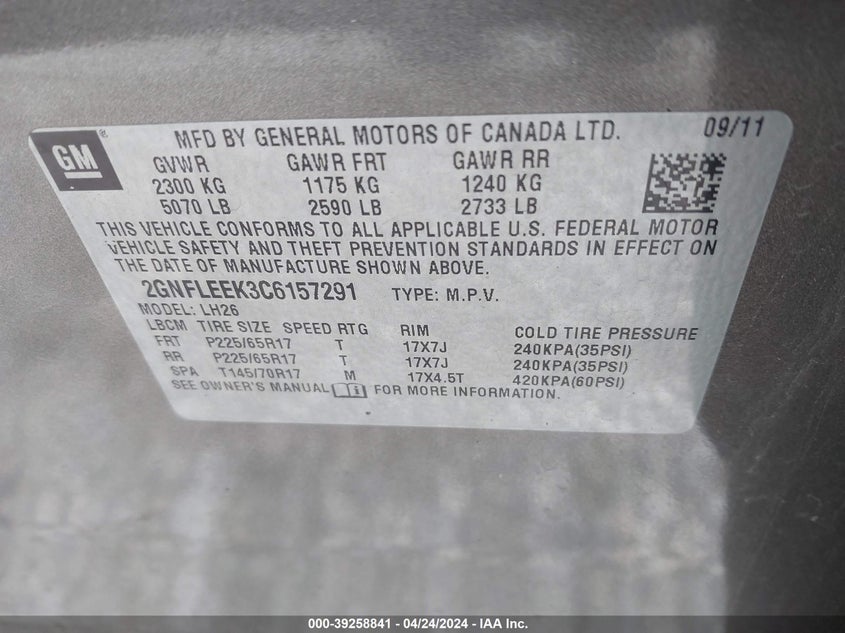 GM
MFD BY GENERAL MOTORS OF CANADA LTD. 09/11
GVWR GAWR FRT GAWR RR
2300 KG 1175 KG 1240 KG
5070 LB 2590 LB 2733 LB
THIS VEHICLE CONFORMS TO ALL APPLICABLE U.S. FEDERAL MOTOR
VEHICLE SAFETY AND THEFT PREVENTION STANDARDS IN EFFECT ON
THE DATE OF MANUFACTURE SHOWN ABOVE.
2GNFLEEK3C6157291 TYPE: M.P.V.
MODEL: LH26
LBCM TIRE SIZE SPEED RTG RIM COLD TIRE PRESSURE
FRT P225/65R17 T 17X7J 240KPA(35PSI)
RR P225/65R17 T 17X7J 240KPA(35PSI)
SPA T145/70R17 M 17X4.5T 420KPA(60PSI)
SEE OWNER'S MANUAL FOR MORE INFORMATION.
000-39258841 / 04/24/2024 - IAA Inc.